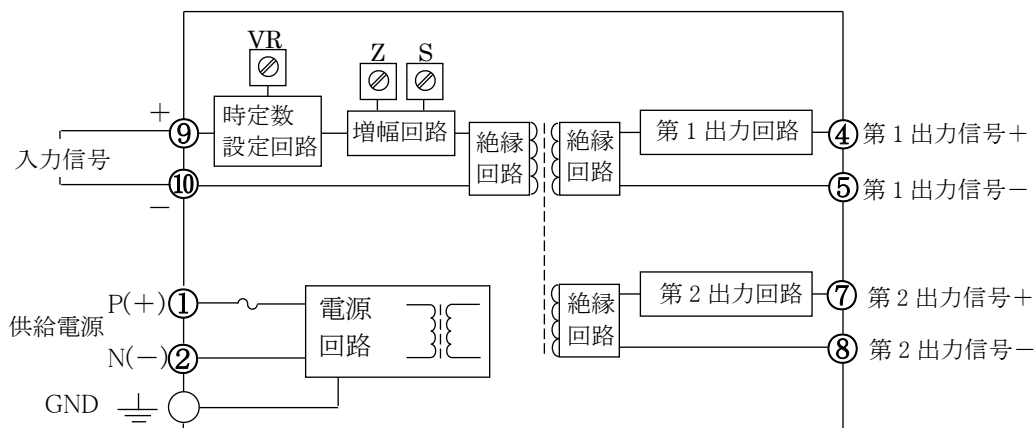 VR
Z
S
+
時定数
設定回路
増幅回路
絶縁
回路
絶縁
回路
第1出力回路
⑨
④
第1出力信号+
入力信号
⑩
−
⑤
第1出力信号−
P(+)
①
電源
回路
絶縁
回路
第2出力回路
⑦
第2出力信号+
供給電源
N(−)
②
⑧
第2出力信号−
GND